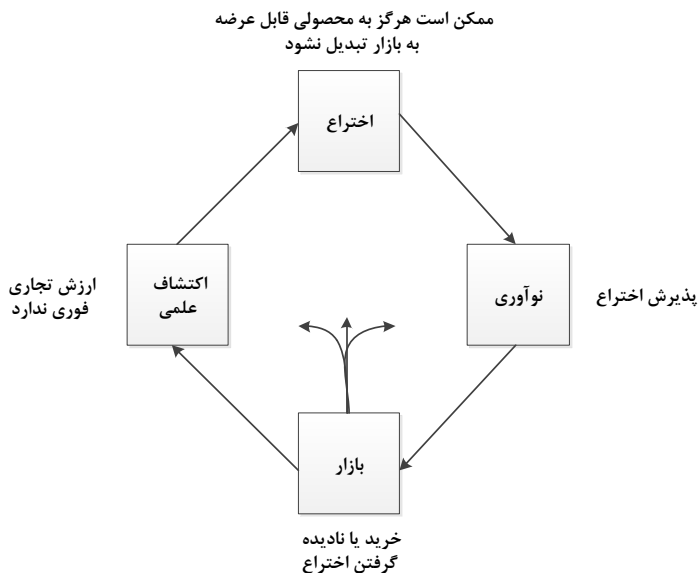 ممکن است هرگز به محصولی قابل عرضه
به بازار تبدیل نشود
اختراع
نوآوری
پذیرش اختراع
اکتشاف
علمی
ارزش تجاری
فوری ندارد
بازار
خرید یا نادیده
گرفتن اختراع